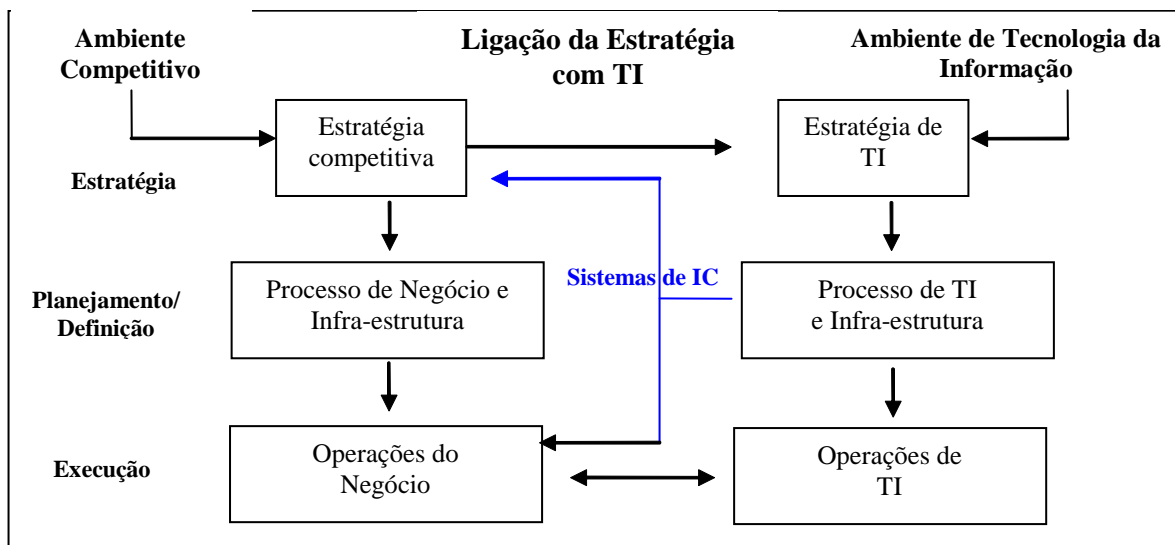 Ambiente
Competitivo
Ligação da Estratégia
com TI
Ambiente de Tecnologia da
Informação
Estratégia
competitiva
Estratégia de
TI
Estratégia
Sistemas de IC
Planejamento/
Definição
Processo de Negócio e
Infra-estrutura
Processo de TI
e Infra-estrutura
Execução
Operações do
Negócio
Operações de
TI